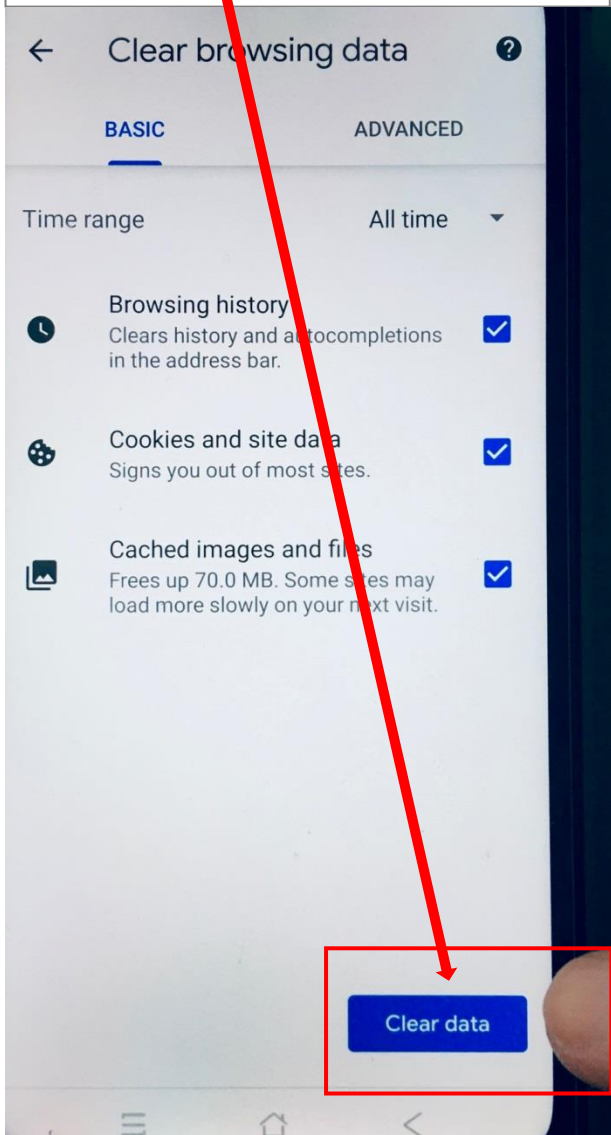 Clear browsing data
BASIC ADVANCED
Time range All time
Browsing history
Clears history and autocompletions
in the address bar.
Cookies and site data
Signs you out of most sites.
Cached images and files
Frees up 70.0 MB. Some sites may
load more slowly on your next visit.
Clear data